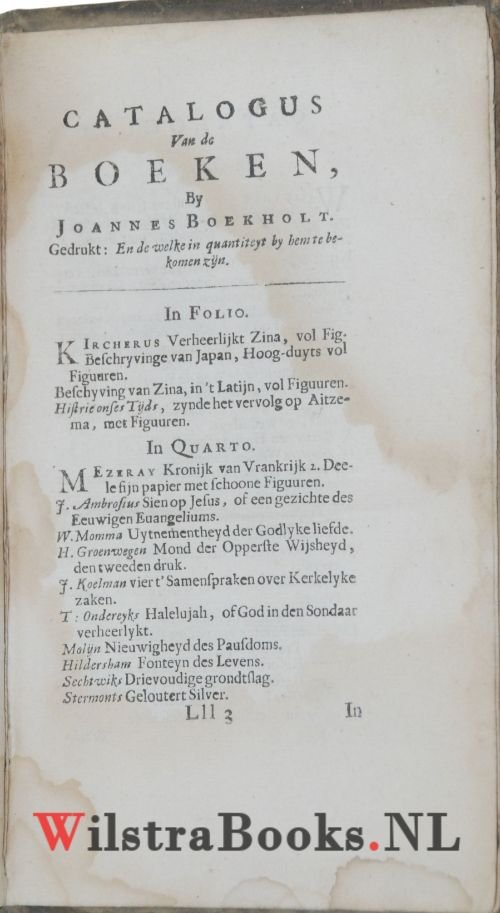 CATALOGUS
Van de
BOEKEN,
By
JOANNES BOEKHOLT.
Gedrukt: En de welke in quantiteyt by hem te be-
komen zijn.
In FOLIO.
KIRCHERUS Verheerlijkt Zina, vol Fig.
Beſchryvinge van Japan, Hoog-duyts vol
Figuuren.
Beſchyving van Zina, in 't Latijn, vol Figuuren.
Hiſtrie onſes Tijds, zynde het vervolg op Aitze-
ma, met Figuuren.
In QUARTO.
MEZERAY Kronijk van Vrankrijk 2. Dee-
le fijn papier met ſchoone Figuuren.
J. Ambroſius Sien op Jeſus, of een gezichte des
Eeuwigen Euangeliums.
W. Momma Uytnementheyd der Godlyke liefde.
H. Groenwegen Mond der Opperſte Wijsheyd,
den tweeden druk.
J. Koelman vier t'Samenſpraken over Kerkelyke
zaken.
T: Ondereyks Halelujah, of God in den Sondaar
verheerlykt.
Molijn Nieuwigheyd des Pauſdoms.
Hildersham Fonteyn des Levens.
Sechtwiks Drievoudige grondtſlag.
Stermonts Geloutert Silver.
Lll 3 In
WilstraBooks.NL